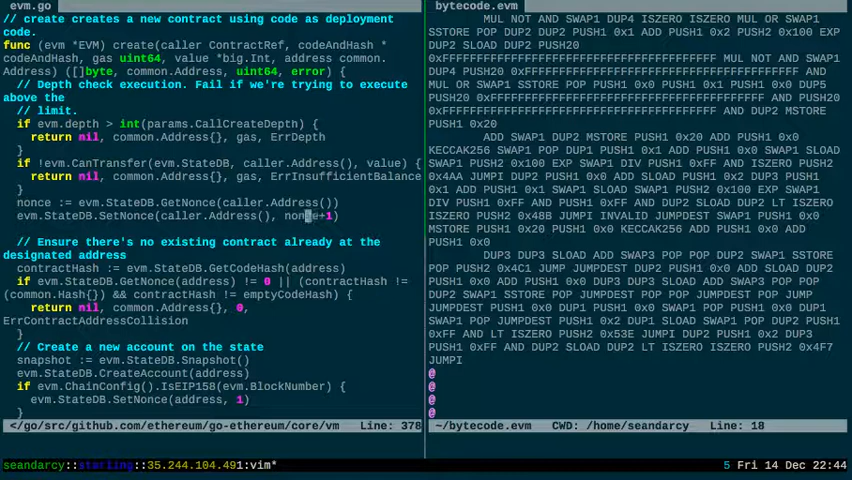 evm.go
// create creates a new contract using code as deployment
code.
func (evm *EVM) create(caller ContractRef, codeAndHash *
codeAndHash, gas uint64, value *big.Int, address common.
Address) ([]byte, common.Address, uint64, error) {
// Depth check execution. Fail if we're trying to execute
above the
// limit.
if evm.depth > int(params.CallCreateDepth) {
return nil, common.Address{}, gas, ErrDepth
}
if !evm.CanTransfer(evm.StateDB, caller.Address(), value) {
return nil, common.Address{}, gas, ErrInsufficientBalance
}
nonce := evm.StateDB.GetNonce(caller.Address())
evm.StateDB.SetNonce(caller.Address(), nonce+1)
// Ensure there's no existing contract already at the
designated address
contractHash := evm.StateDB.GetCodeHash(address)
if evm.StateDB.GetNonce(address) != 0 || (contractHash !=
(common.Hash{}) && contractHash != emptyCodeHash) {
return nil, common.Address{}, 0,
ErrContractAddressCollision
}
// Create a new account on the state
snapshot := evm.StateDB.Snapshot()
evm.StateDB.CreateAccount(address)
if evm.ChainConfig().IsEIP158(evm.BlockNumber) {
evm.StateDB.SetNonce(address, 1)
}
</go/src/github.com/ethereum/go-ethereum/core/vm Line: 378
bytecode.evm
MUL NOT AND SWAP1 DUP4 ISZERO ISZERO MUL OR SWAP1
SSTORE POP DUP2 DUP2 PUSH1 0x1 ADD PUSH1 0x2 PUSH2 0x100 EXP
DUP2 SLOAD DUP2 PUSH20
0xFFFFFFFFFFFFFFFFFFFFFFFFFFFFFFFFFFFFFFFF MUL NOT AND SWAP1
DUP4 PUSH20 0xFFFFFFFFFFFFFFFFFFFFFFFFFFFFFFFFFFFFFFFF AND
MUL OR SWAP1 SSTORE POP PUSH1 0x0 PUSH1 0x1 PUSH1 0x0 DUP5
PUSH20 0xFFFFFFFFFFFFFFFFFFFFFFFFFFFFFFFFFFFFFFFF AND PUSH20
0xFFFFFFFFFFFFFFFFFFFFFFFFFFFFFFFFFFFFFFFF AND DUP2 MSTORE
PUSH1 0x20
ADD SWAP1 DUP2 MSTORE PUSH1 0x20 ADD PUSH1 0x0
KECCAK256 SWAP1 POP DUP1 PUSH1 0x1 ADD PUSH1 0x0 SWAP1 SLOAD
SWAP1 PUSH2 0x100 EXP SWAP1 DIV PUSH1 0xFF AND ISZERO PUSH2
0x4AA JUMPI DUP2 PUSH1 0x2 PUSH1 0x0 ADD SLOAD DUP3 PUSH1
0x1 ADD PUSH1 0x1 SWAP1 SLOAD SWAP1 PUSH2 0x100 EXP SWAP1
DIV PUSH1 0xFF AND PUSH1 0xFF AND DUP2 SLOAD DUP2 LT ISZERO
ISZERO PUSH2 0x48B JUMPI INVALID JUMPDEST SWAP1 PUSH1 0x0
MSTORE PUSH1 0x20 PUSH1 0x0 KECCAK256 ADD PUSH1 0x0 ADD
PUSH1 0x0
DUP3 DUP3 SLOAD ADD SWAP3 POP POP DUP2 SWAP1 SSTORE
POP PUSH2 0x4C1 JUMP JUMPDEST DUP2 PUSH1 0x0 ADD SLOAD DUP2
PUSH1 0x0 ADD PUSH1 0x0 DUP3 DUP3 SLOAD ADD SWAP3 POP POP
DUP2 SWAP1 SSTORE POP JUMPDEST POP POP JUMP
JUMPDEST PUSH1 0x0 DUP1 PUSH1 0x0 SWAP1 POP PUSH1 0x0 DUP1
SWAP1 POP JUMPDEST PUSH1 0x2 DUP1 SLOAD SWAP1 POP DUP2 PUSH1
0xFF AND LT ISZERO PUSH2 0x53E JUMPI DUP2 PUSH1 0x2 DUP3
PUSH1 0xFF AND DUP2 SLOAD DUP2 LT ISZERO ISZERO PUSH2 0x4F7
JUMPI
@
@
@
@
~/bytecode.evm CWD: /home/seandarcy Line: 18
seandarcy::starling::35.244.104.491:vim* 5 Fri 14 Dec 22:44